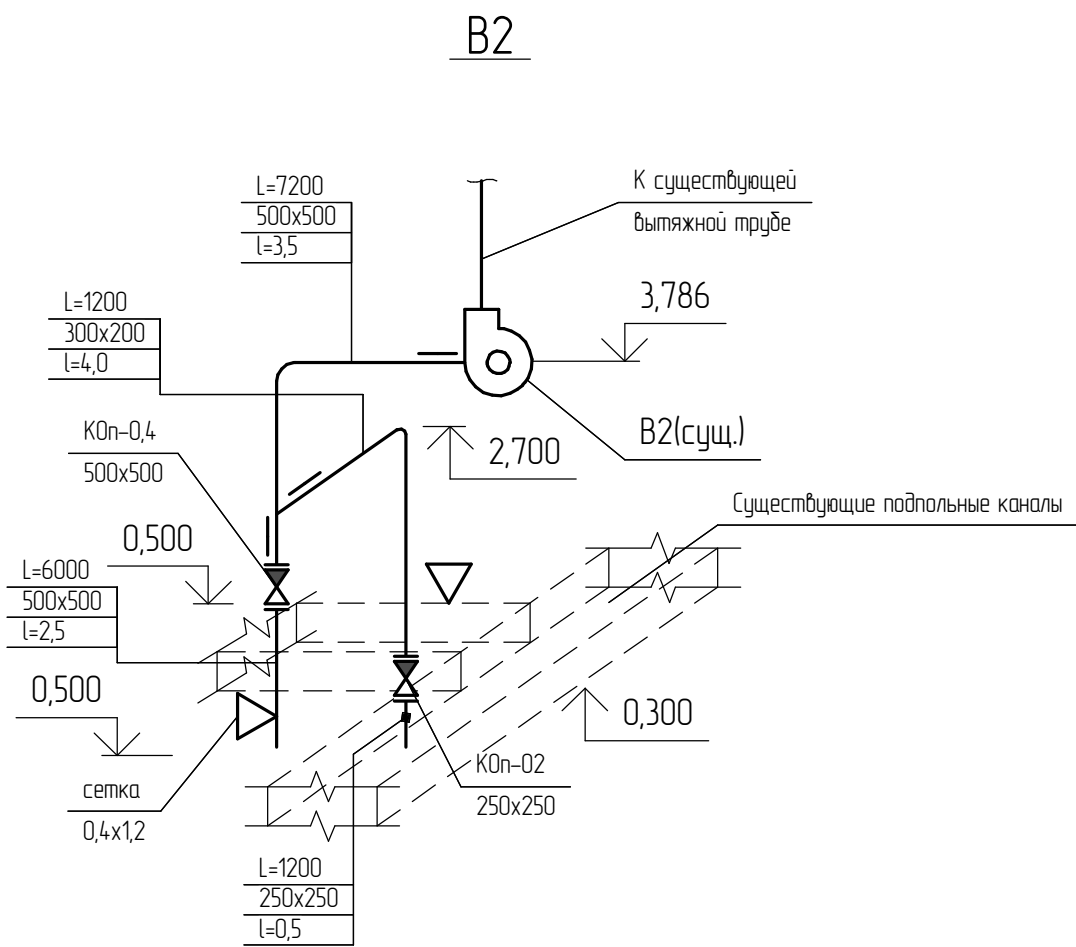 В2
L=7200
500x500
l=3,5
К существующей
вытяжной трубе
3,786
L=1200
300x200
l=4,0
КОп-0,4
500x500
2,700
В2(сущ.)
Существующие подпольные каналы
0,500
L=6000
500x500
l=2,5
0,500
0,300
сетка
0,4x1,2
КОп-02
250x250
L=1200
250x250
l=0,5